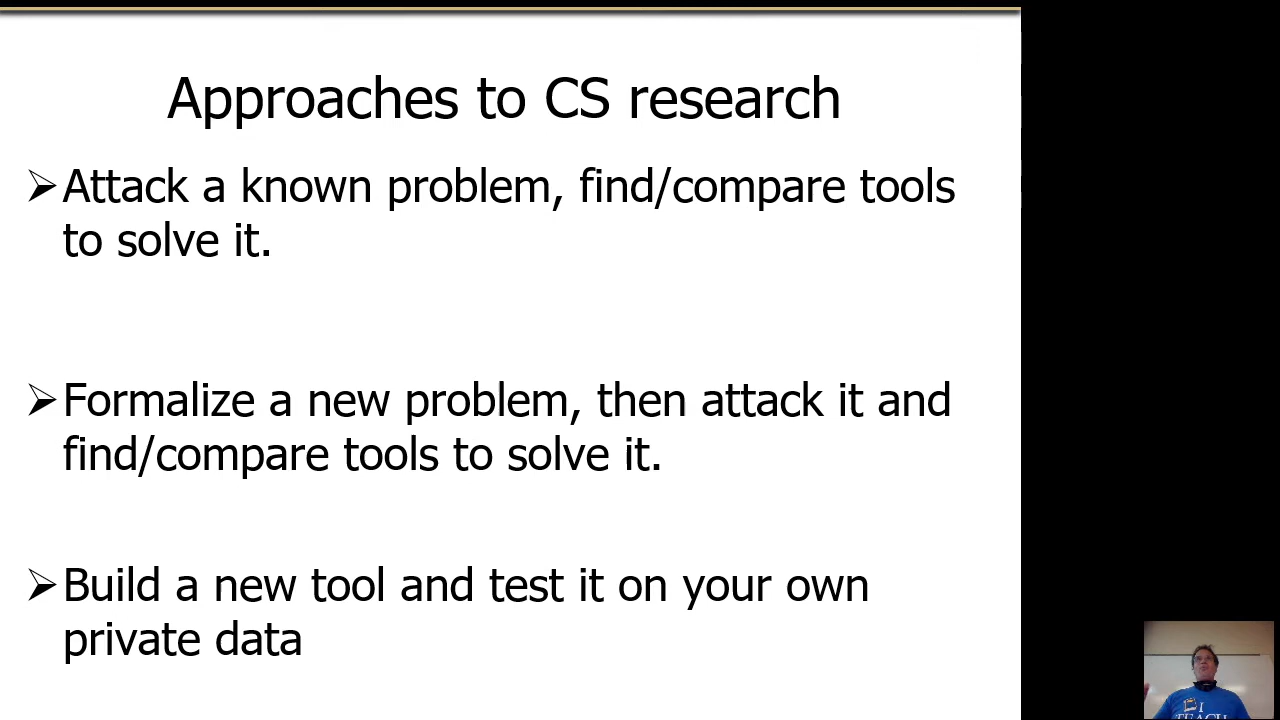 Approaches to CS research
➢Attack a known problem, find/compare tools
to solve it.
➢Formalize a new problem, then attack it and
find/compare tools to solve it.
➢Build a new tool and test it on your own
private data
I
TEACH